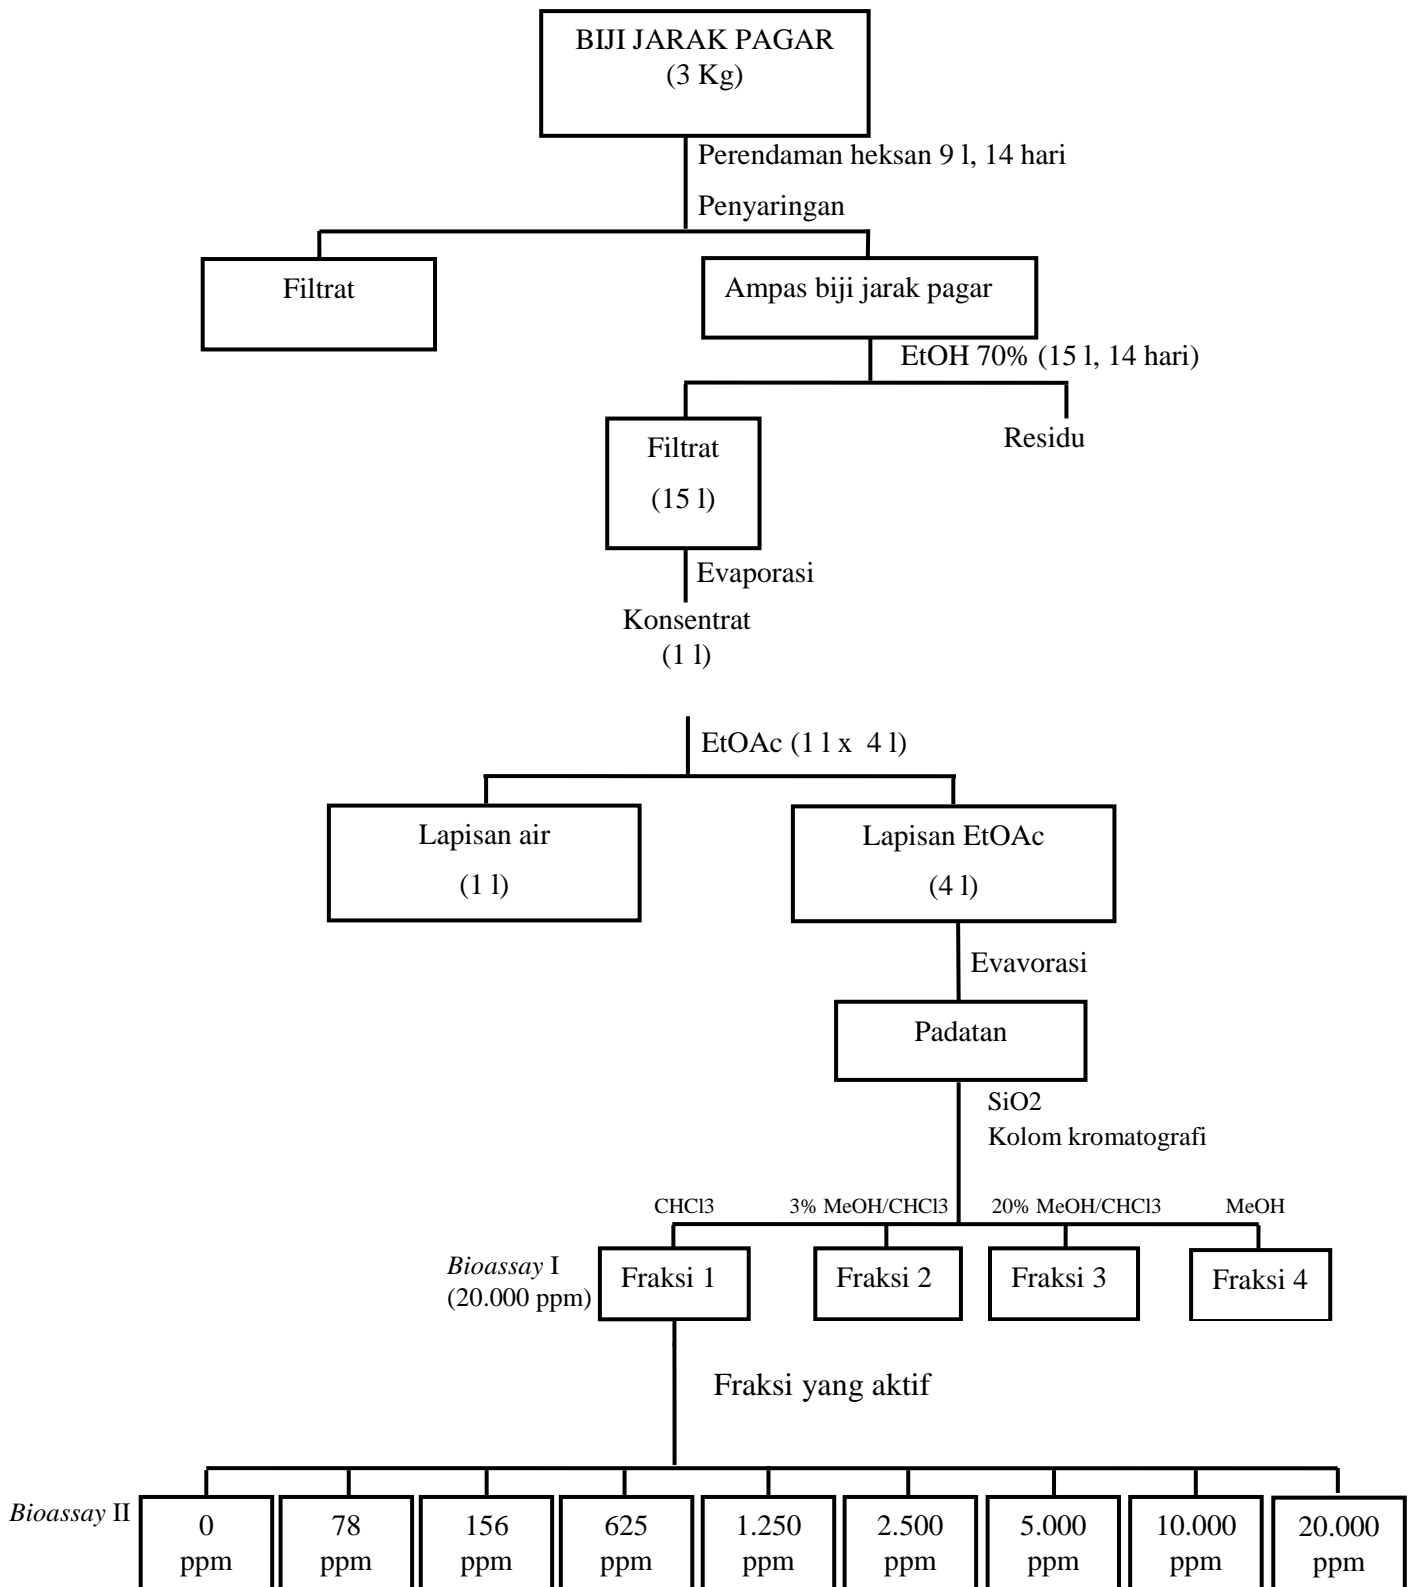 BIJI JARAK PAGAR
(3 Kg)
Perendaman heksan 9 l, 14 hari
Penyaringan
Filtrat
Ampas biji jarak pagar
EtOH 70% (15 l, 14 hari)
Filtrat
(15 l)
Residu
Evaporasi
Konsentrat
(1 l)
EtOAc (1 l x  4 l)
Lapisan air
(1 l)
Lapisan EtOAc
(4 l)
Evavorasi
Padatan
SiO2
Kolom kromatografi
CHCl3
3% MeOH/CHCl3
20% MeOH/CHCl3
MeOH
Bioassay I
(20.000 ppm)
Fraksi 1
Fraksi 2
Fraksi 3
Fraksi 4
Fraksi yang aktif
Bioassay II
0
ppm
78
ppm
156
ppm
625
ppm
1.250
ppm
2.500
ppm
5.000
ppm
10.000
ppm
20.000
ppm